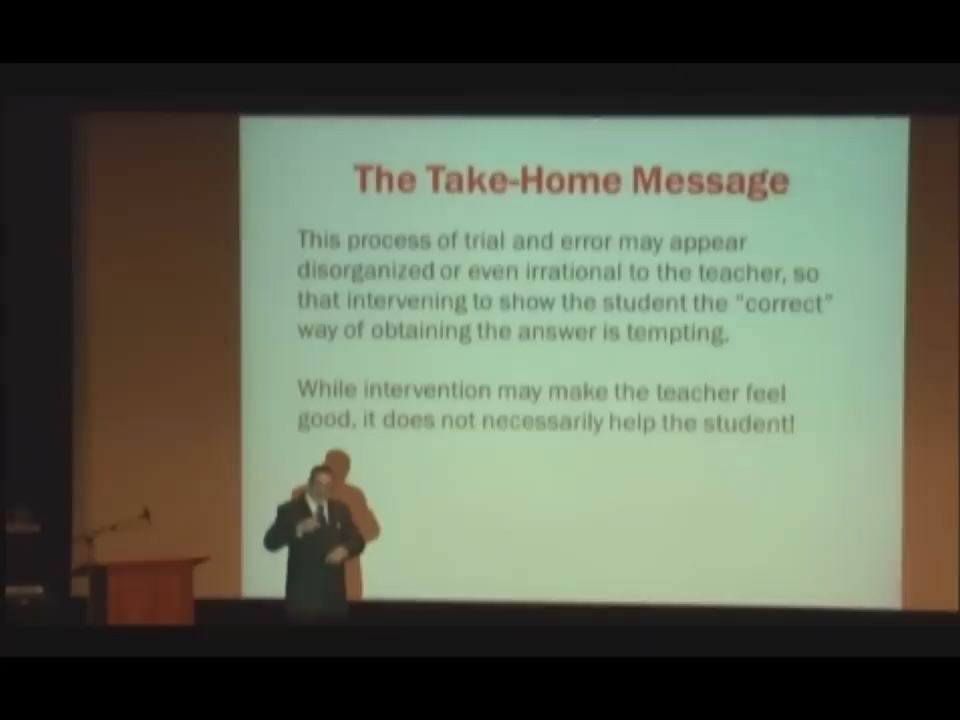 The Take-Home Message
This process of trial and error may appear
disorganized or even irrational to the teacher, so
that intervening to show the student the "correct"
way of obtaining the answer is tempting.
While intervention may make the teacher feel
good, it does not necessarily help the student!